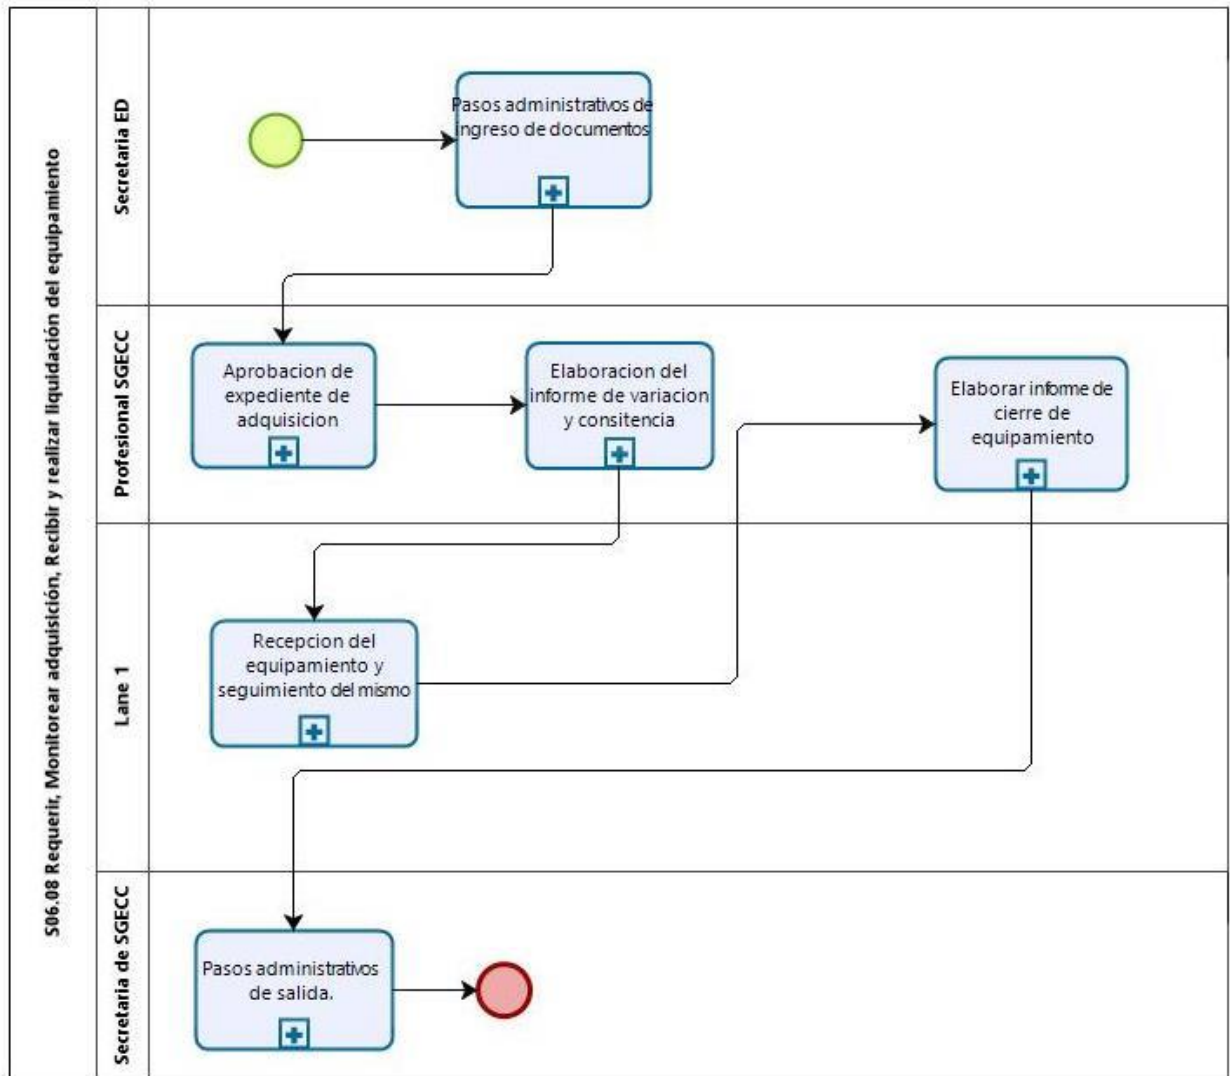 S06.08 Requerir, Monitorear adquisición, Recibir y realizar liquidación del equipamiento
Secretaria ED
Pasos administrativos de
ingreso de documentos
Profesional SGECC
Aprobacion de
expediente de
adquisicion
Elaboracion del
informe de variacion
y consitencia
Elaborar informe de
cierre de
equipamiento
Lane 1
Recepcion del
equipamiento y
seguimiento del mismo
Secretaria de SGECC
Pasos administrativos
de salida.